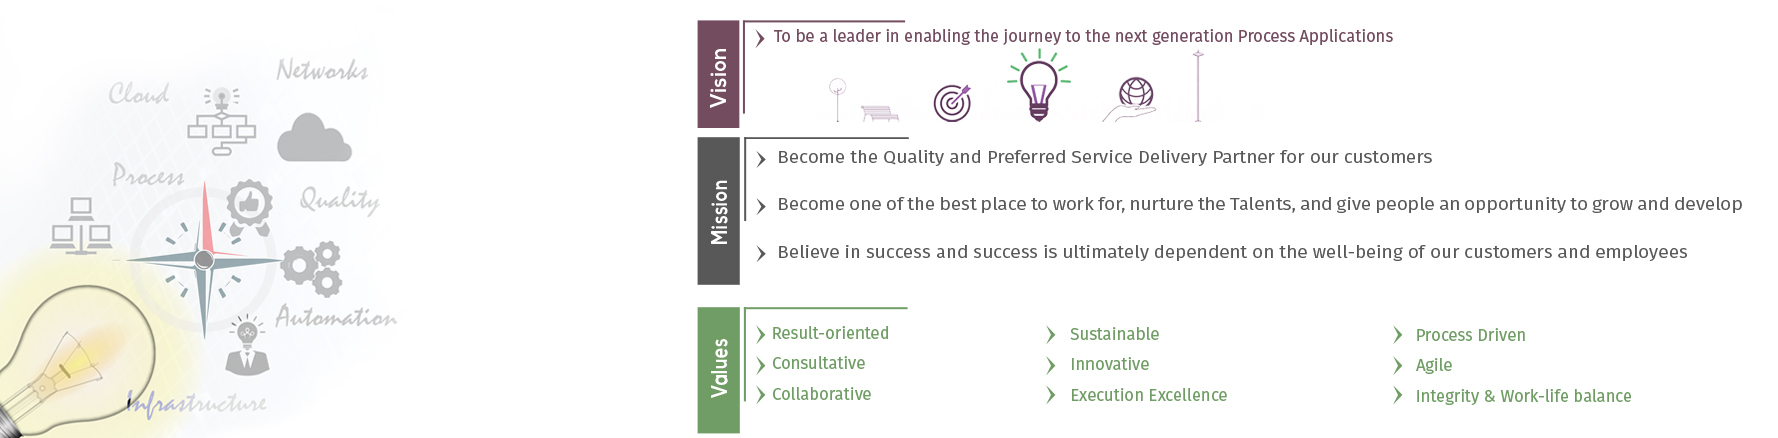 Networks
Cloud
Process
Quality
Automation
Infrastructure
Vision
To be a leader in enabling the journey to the next generation Process Applications
Mission
Become the Quality and Preferred Service Delivery Partner for our customers
Become one of the best place to work for, nurture the Talents, and give people an opportunity to grow and develop
Believe in success and success is ultimately dependent on the well-being of our customers and employees
Values
Result-oriented
Consultative
Collaborative
Sustainable
Innovative
Execution Excellence
Process Driven
Agile
Integrity & Work-life balance